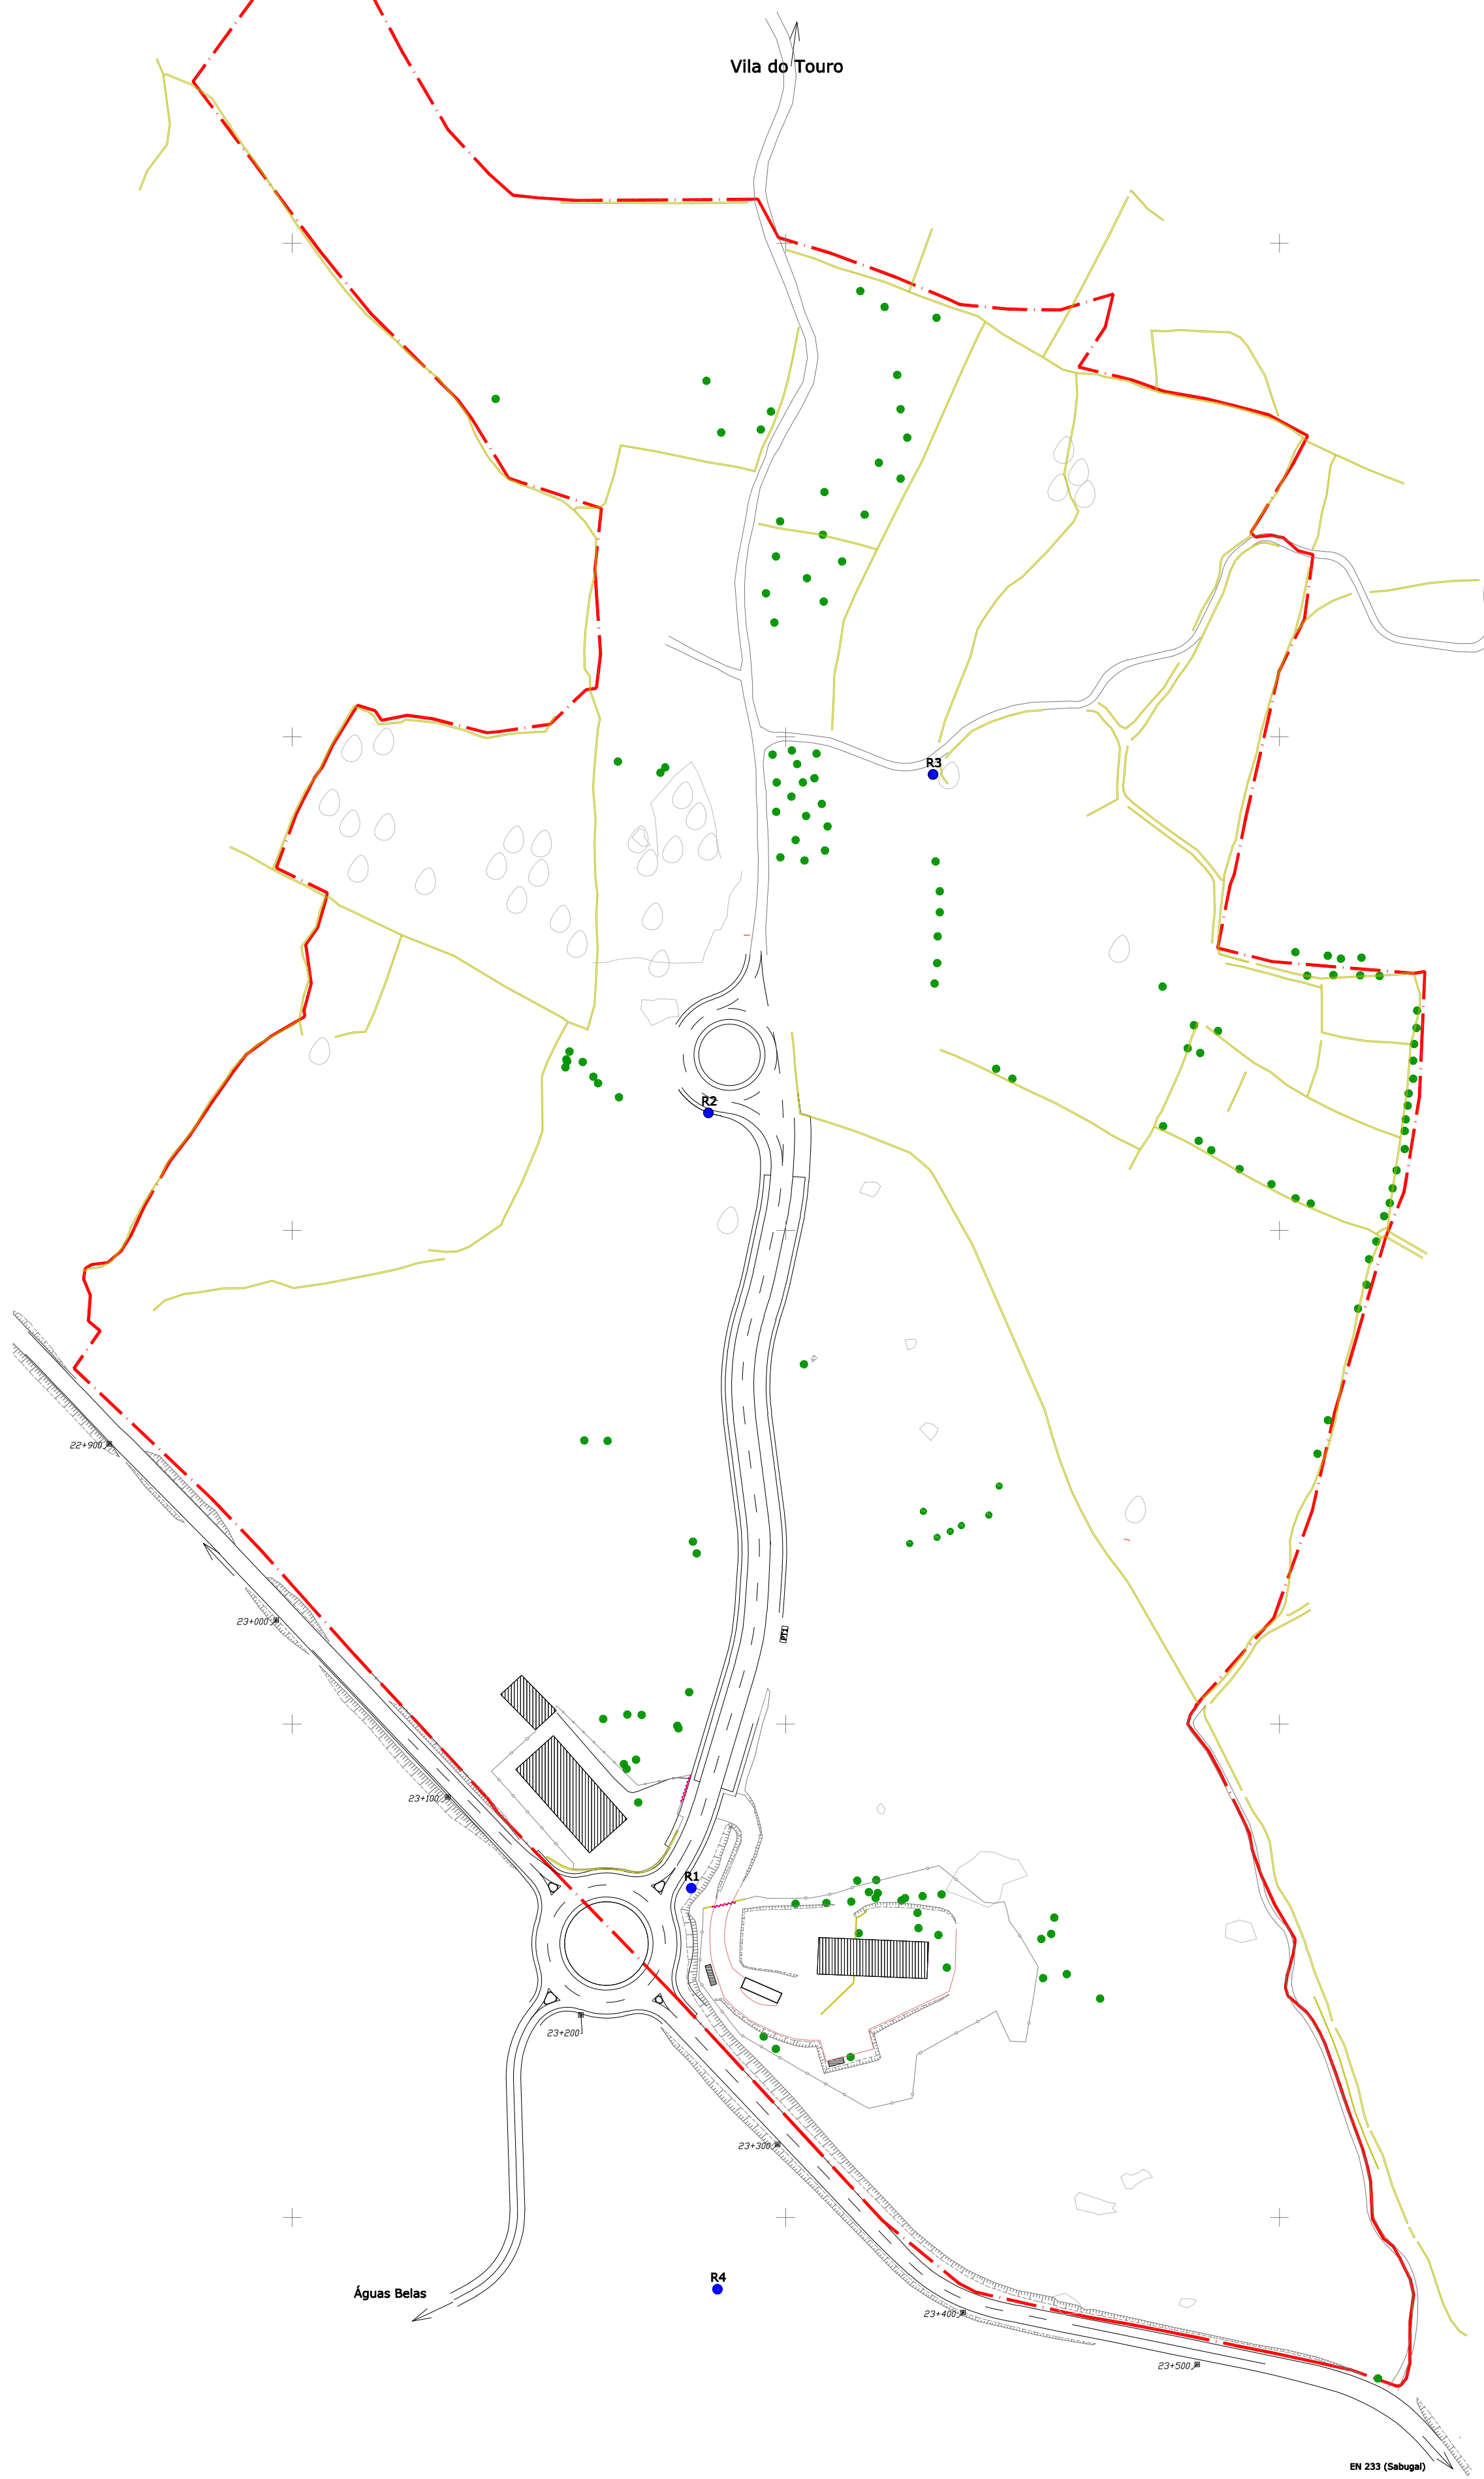 Vila do Touro
R3
R2
22+900
23+000
PT1
23+100
R1
23+200
23+300
R4
Águas Belas
23+400
23+500
EN 233 (Sabugal)